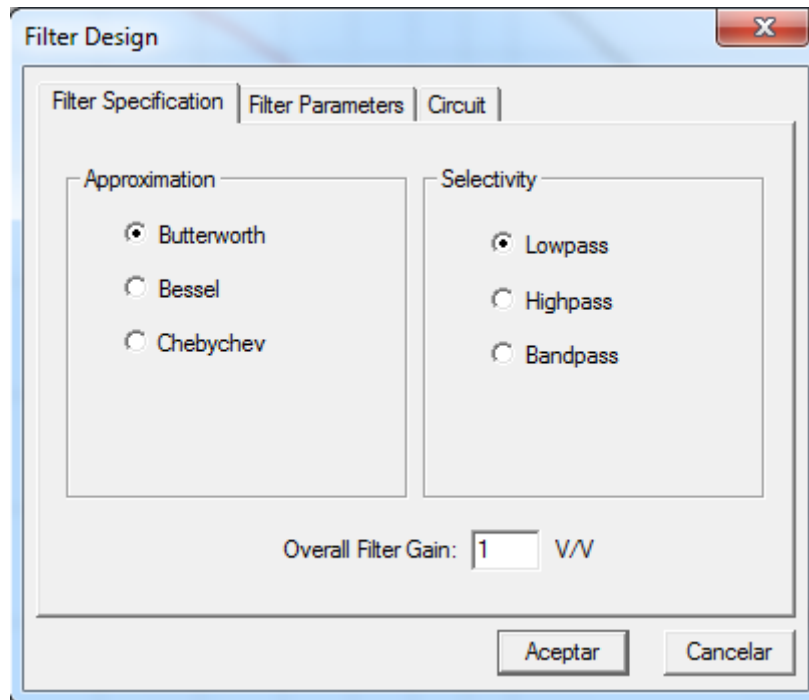 Filter Design
Filter Specification
Filter Parameters
Circuit
Approximation
Butterworth
Bessel
Chebychev
Selectivity
Lowpass
Highpass
Bandpass
Overall Filter Gain: 1 V/V
Aceptar
Cancelar